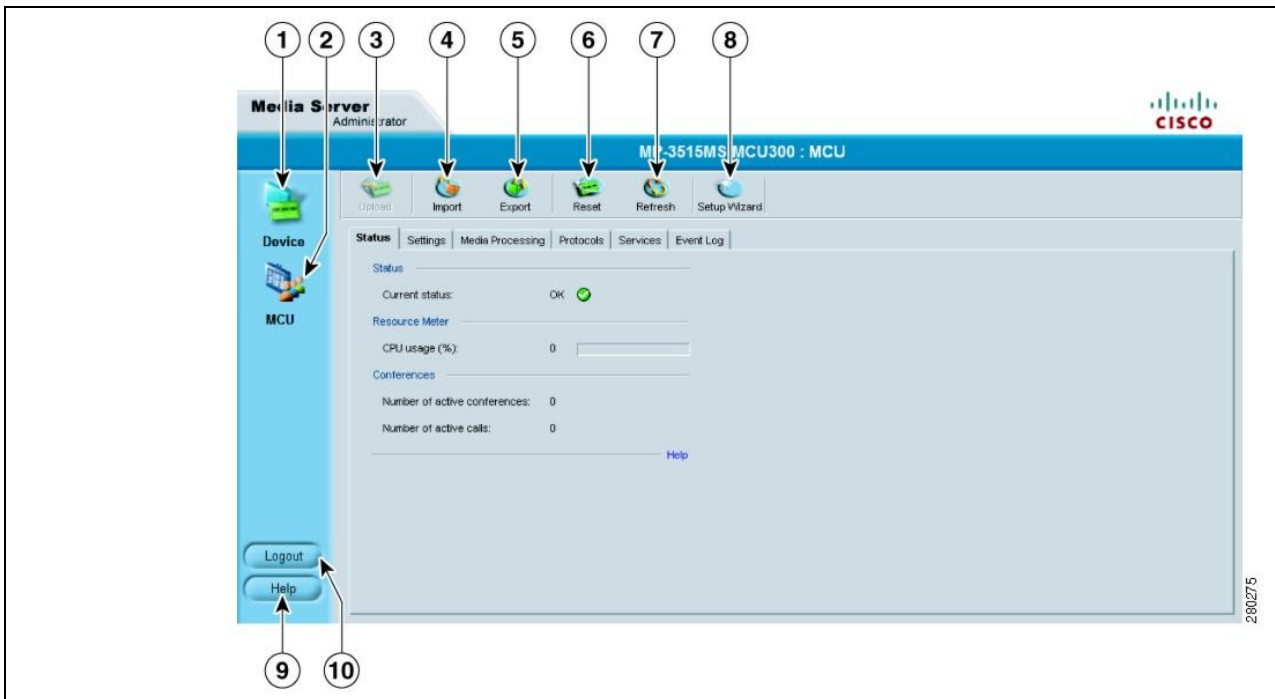 1 2 3 4 5 6 7 8
Media Server
Administrator
CISCO
MP-3515MS MCU300 : MCU
Upload Import Export Reset Refresh Setup Wizard
Device
Status Settings Media Processing Protocols Services Event Log
Status
Current status: OK
MCU
Resource Meter
CPU usage (%): 0
Conferences
Number of active conferences: 0
Number of active calls: 0
Help
Logout
Help
280275
9 10